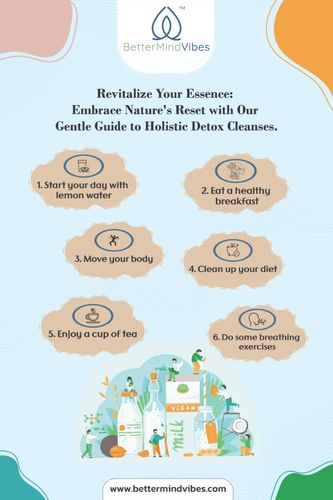 TM
BetterMindVibes
Revitalize Your Essence:
Embrace Nature's Reset with Our
Gentle Guide to Holistic Detox Cleanses.
1. Start your day with
lemon water
2. Eat a healthy
breakfast
3. Move your body
4. Clean up your diet
5. Enjoy a cup of tea
6. Do some breathing
exercises
VEGAN
milk
www.bettermindvibes.com